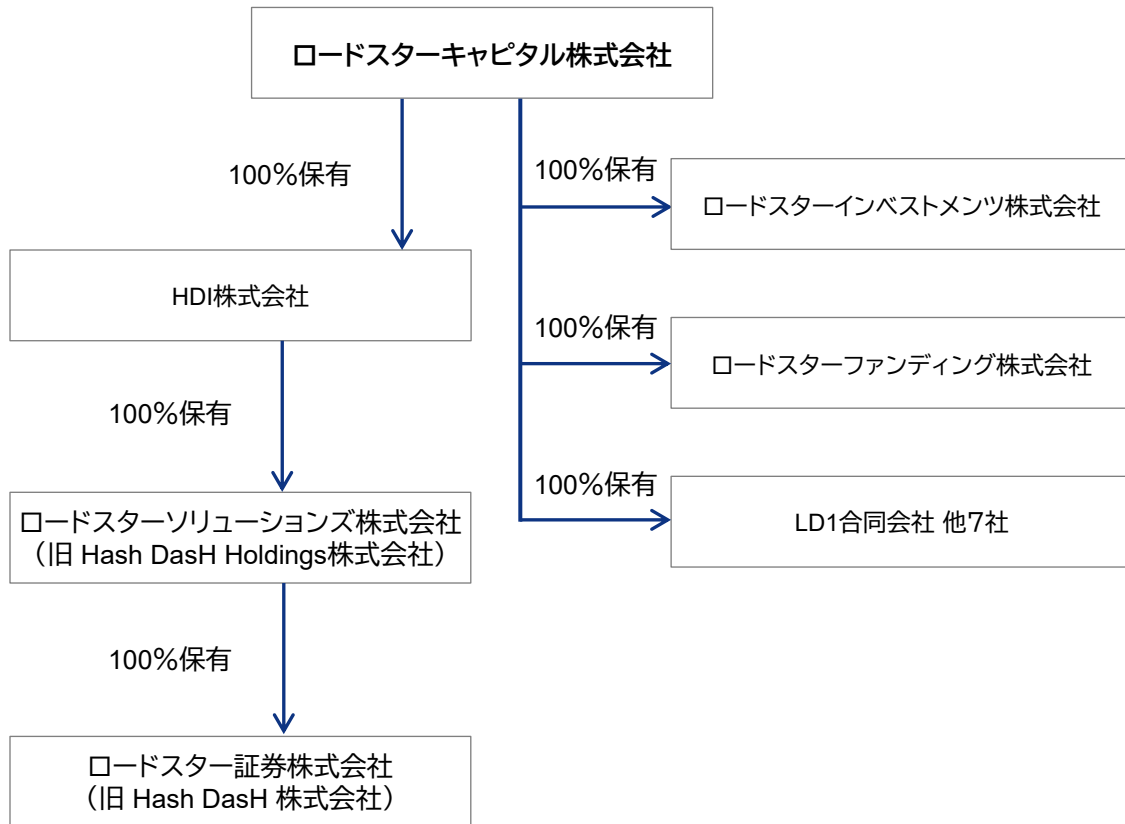 ロードスターキャピタル株式会社
100%保有
100%保有
ロードスターインベストメンツ株式会社
HDI株式会社
100%保有
ロードスターファンディング株式会社
100%保有
100%保有
ロードスターソリューションズ株式会社
（旧 Hash DasH Holdings株式会社）
LD1合同会社 他7社
100%保有
ロードスター証券株式会社
（旧 Hash DasH 株式会社）